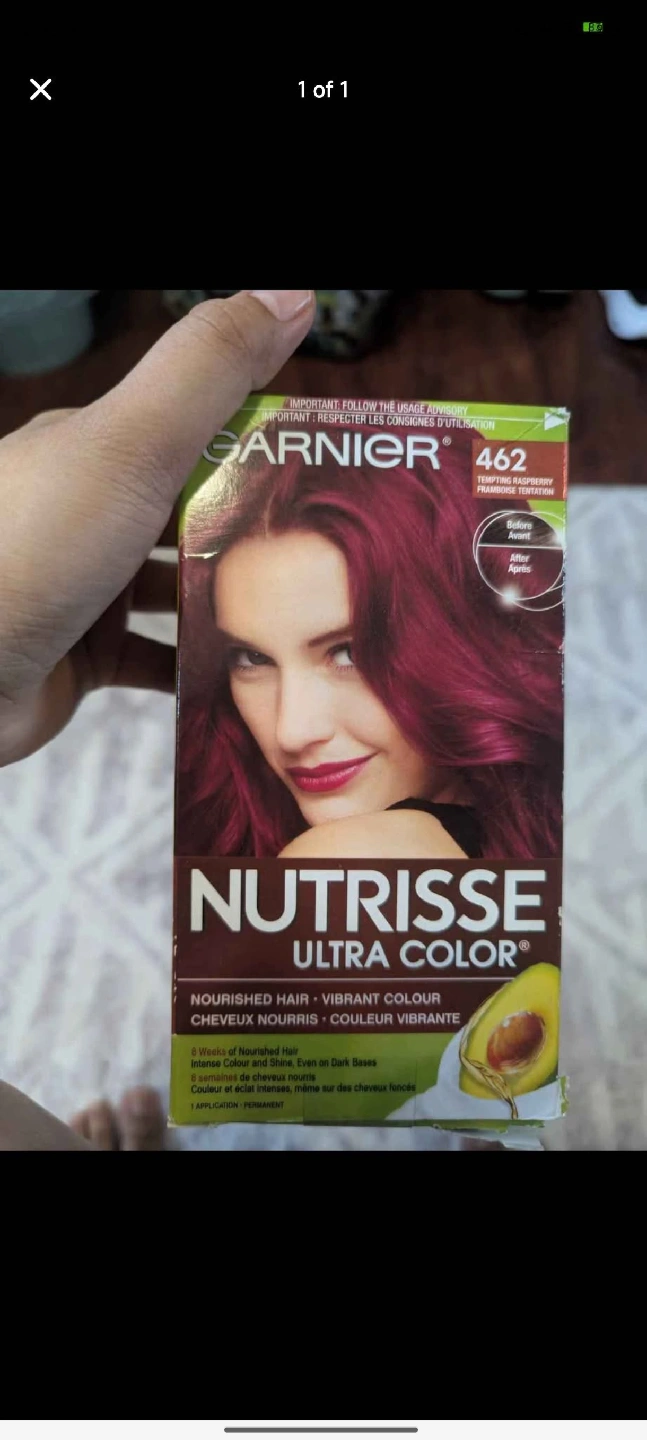 1 of 1
IMPORTANT: FOLLOW THE USAGE ADVISORY
IMPORTANT : RESPECTER LES CONSIGNES D'UTILISATION
GARNIER®
462
TEMPTING RASPBERRY
FRAMBOISE TENTATION
Before
Avant
After
Après
NUTRISSE
ULTRA COLOR®
NOURISHED HAIR • VIBRANT COLOUR
CHEVEUX NOURRIS • COULEUR VIBRANTE
6 Weeks of Nourished Hair
Intense Colour and Shine, Even on Dark Bases
6 semaines de cheveux nourris
Couleur et éclat intenses, même sur des cheveux foncés
1 APPLICATION • PERMANENT